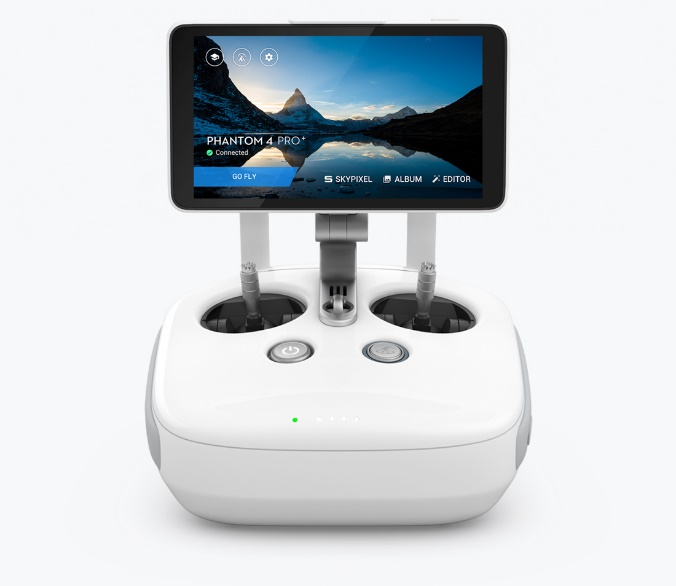 PHANTOM 4 PRO+
Connected
GO FLY
SKYPIXEL
ALBUM
EDITOR